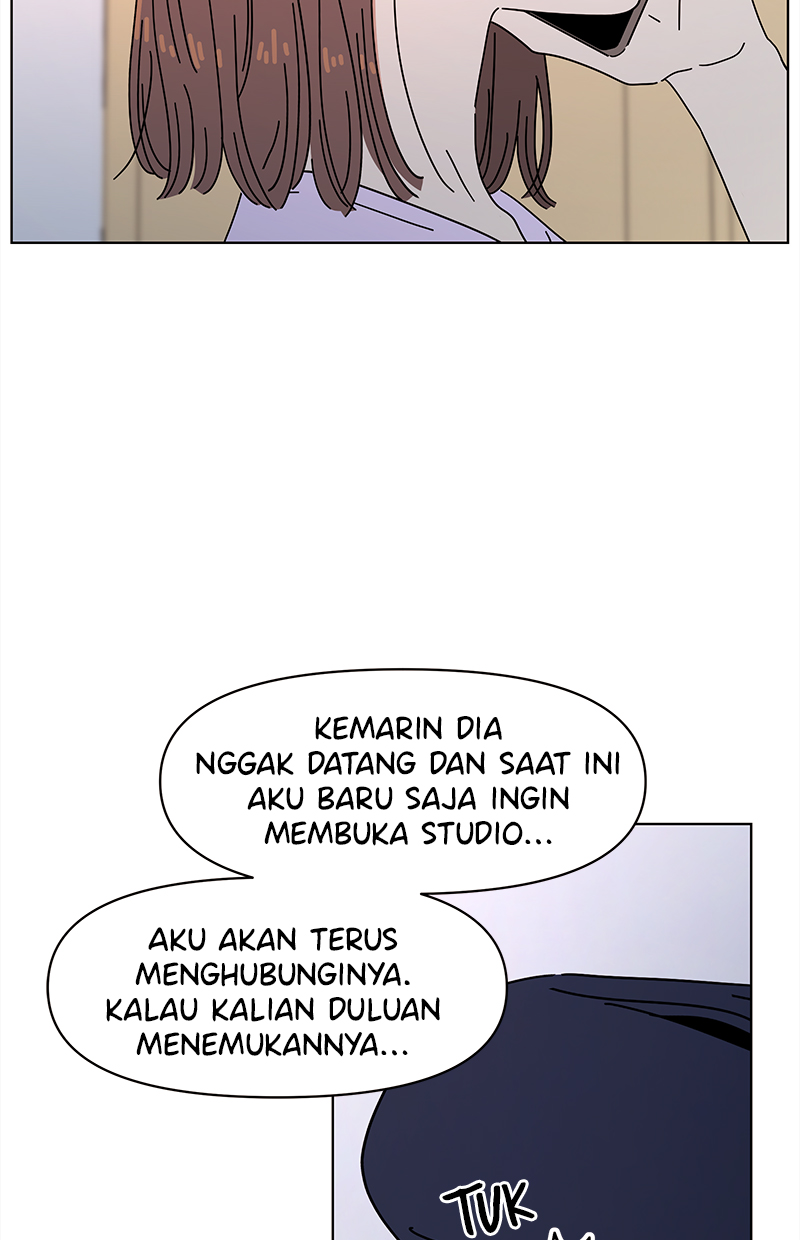 KEMARIN DIA
NGGAK DATANG DAN SAAT INI
AKU BARU SAJA INGIN
MEMBUKA STUDIO...
AKU AKAN TERUS
MENGHUBUNGINYA.
KALAU KALIAN DULUAN
MENEMUKANNYA...
TUK